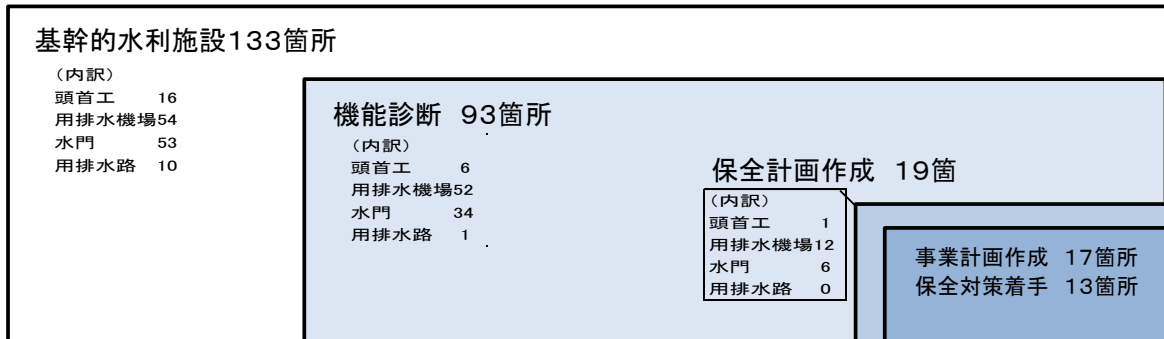 基幹的水利施設133箇所
（内訳）
頭首工 16
用排水機場54
水門 53
用排水路 10
機能診断 93箇所
（内訳）
頭首工 6
用排水機場52
水門 34
用排水路 1
保全計画作成 19箇
（内訳）
頭首工 1
用排水機場12
水門 6
用排水路 0
事業計画作成 17箇所
保全対策着手 13箇所